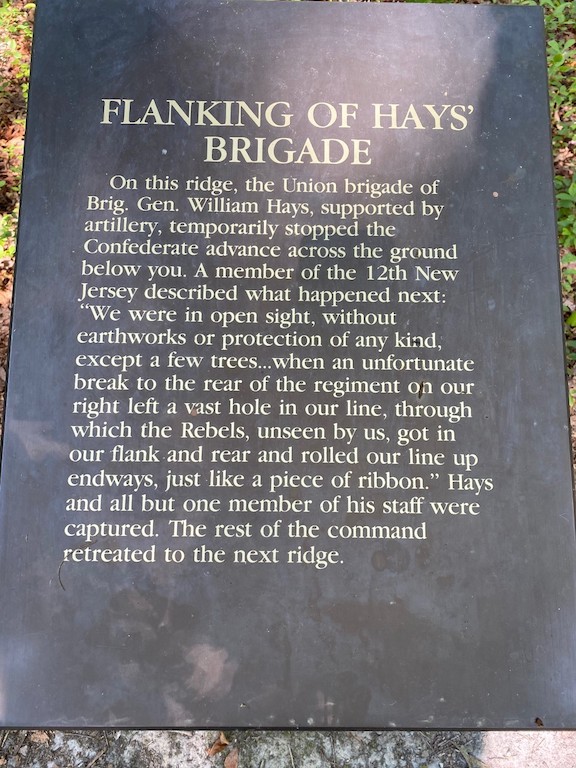 FLANKING OF HAYS'
BRIGADE
On this ridge, the Union brigade of
Brig. Gen. William Hays, supported by
artillery, temporarily stopped the
Confederate advance across the ground
below you. A member of the 12th New
Jersey described what happened next:
“We were in open sight, without
earthworks or protection of any kind,
except a few trees...when an unfortunate
break to the rear of the regiment on our
right left a vast hole in our line, through
which the Rebels, unseen by us, got in
our flank and rear and rolled our line up
endways, just like a piece of ribbon.” Hays
and all but one member of his staff were
captured. The rest of the command
retreated to the next ridge.